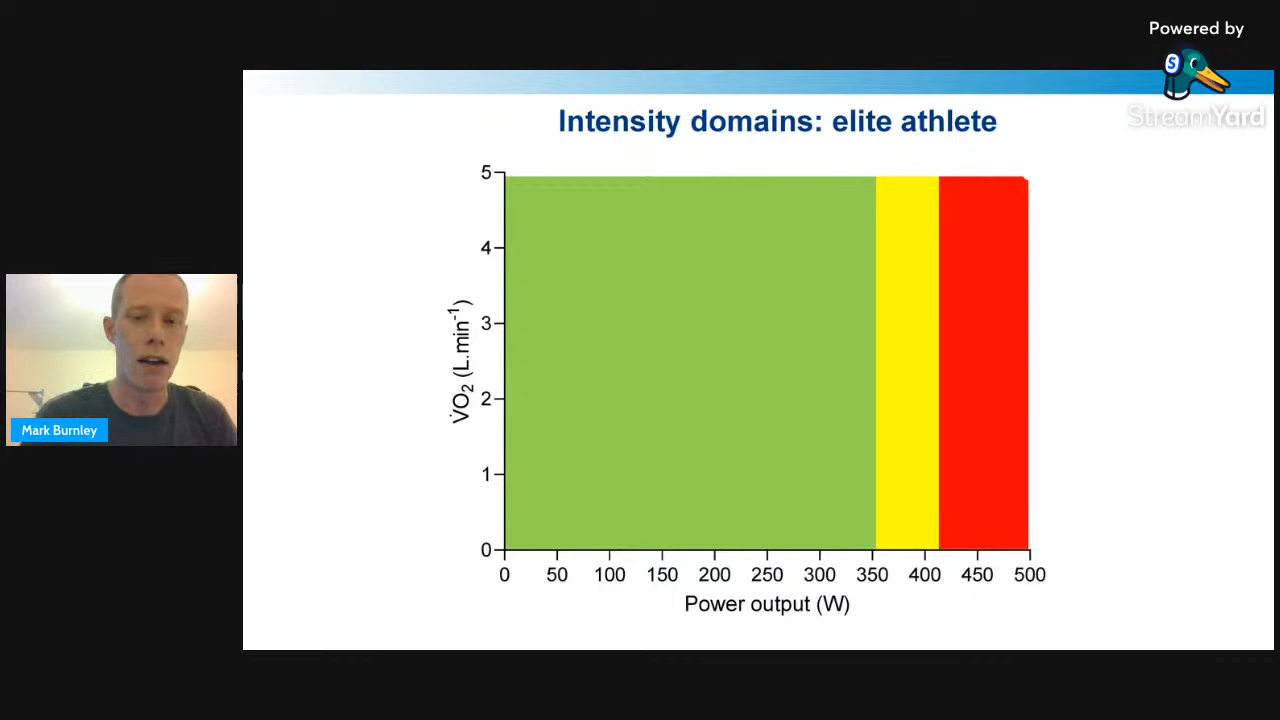 Powered by
S
StreamYard
Intensity domains: elite athlete
5
4
3
2
1
0
V̇O₂ (L.min⁻¹)
0 50 100 150 200 250 300 350 400 450 500
Power output (W)
Mark Burnley